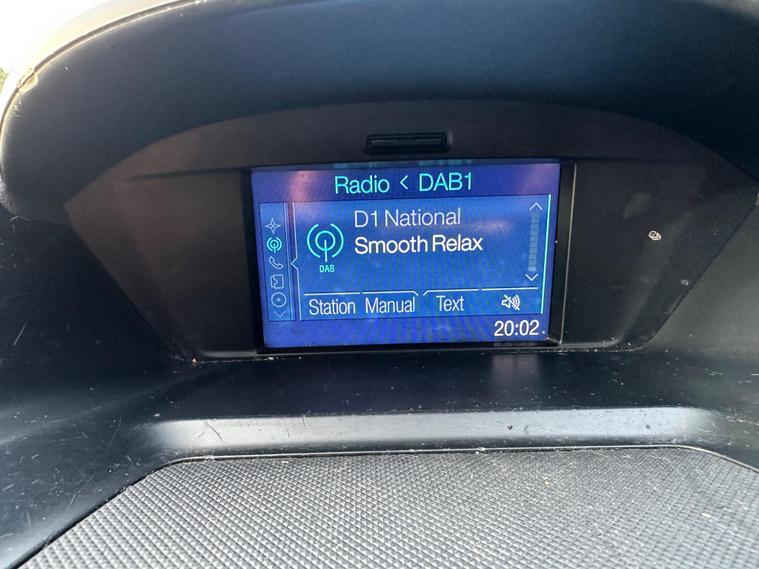 Radio < DAB1
D1 National
Smooth Relax
DAB
Station Manual Text
20:02